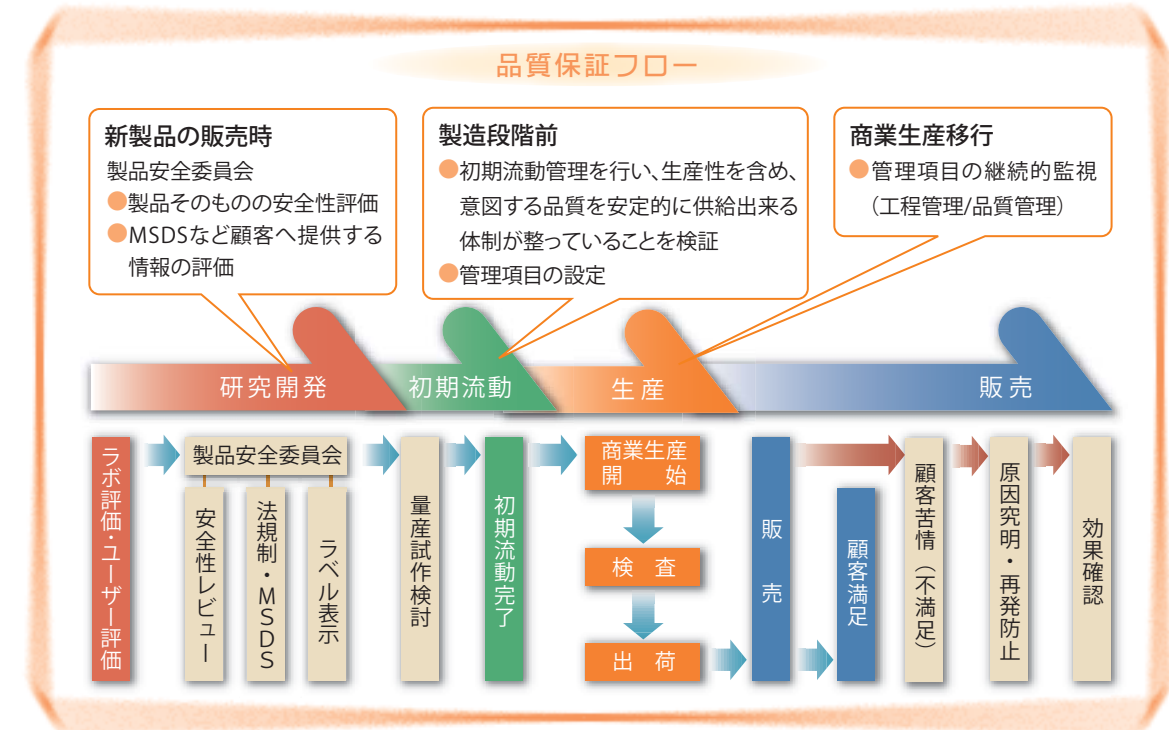 品質保証フロー
新製品の販売時
製品安全委員会
●製品そのものの安全性評価
●MSDSなど顧客へ提供する
情報の評価
製造段階前
●初期流動管理を行い、生産性を含め、
意図する品質を安定的に供給出来る
体制が整っていることを検証
●管理項目の設定
商業生産移行
●管理項目の継続的監視
（工程管理/品質管理）
研究開発
初期流動
生産
販売
ラボ評価・ユーザー評価
製品安全委員会
安全性レビュー
法規制・MSDS
ラベル表示
量産試作検討
初期流動完了
商業生産
開始
検査
出荷
販売
顧客満足
顧客苦情（不満足）
原因究明・再発防止
効果確認